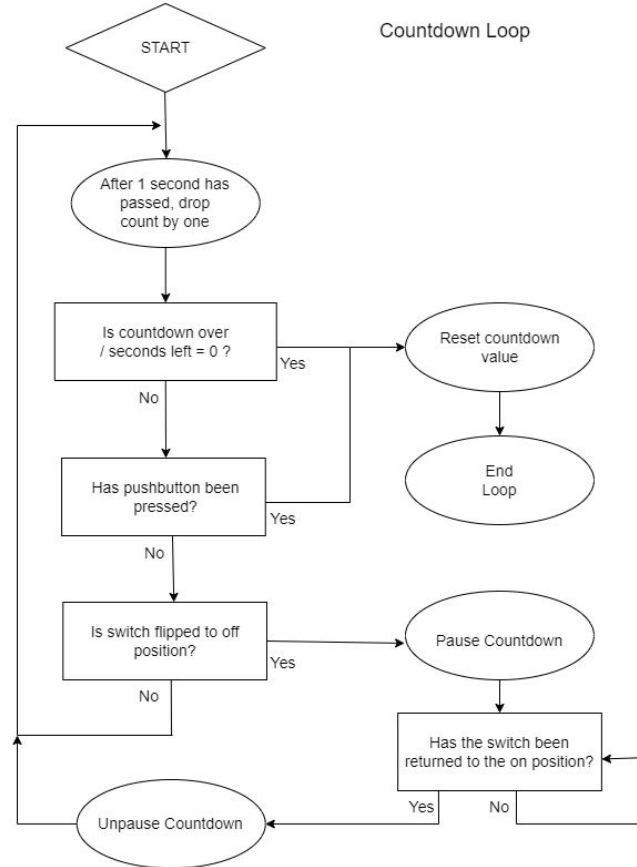 Countdown Loop
START
After 1 second has
passed, drop
count by one
Is countdown over
/ seconds left = 0 ?
Yes
No
Reset countdown
value
End
Loop
Has pushbutton been
pressed?
Yes
No
Is switch flipped to off
position?
Yes
No
Pause Countdown
Has the switch been
returned to the on position?
Yes
No
Unpause Countdown